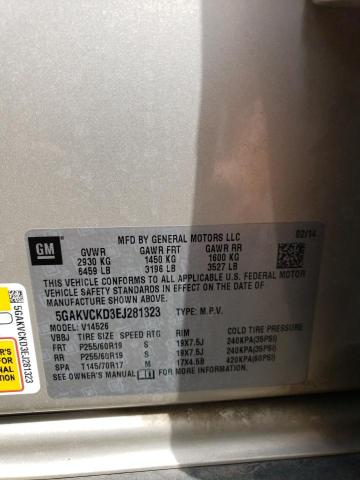 GM
MFD BY GENERAL MOTORS LLC 02/14
GVWR GAWR FRT GAWR RR
2930 KG 1450 KG 1600 KG
6459 LB 3196 LB 3527 LB
THIS VEHICLE CONFORMS TO ALL APPLICABLE U.S. FEDERAL MOTOR
VEHICLE SAFETY STANDARDS IN EFFECT ON THE DATE OF
MANUFACTURE SHOWN ABOVE.
5GAKVCKD3EJ281323 TYPE: M.P.V.
MODEL: V14526
VBBJ TIRE SIZE SPEED RTG RIM COLD TIRE PRESSURE
FRT P255/60R19 S 19X7.5J 240KPA(35PSI)
RR P255/60R19 S 19X7.5J 240KPA(35PSI)
SPA T145/70R17 M 17X4.5B 420KPA(60PSI)
SEE OWNER'S MANUAL FOR MORE INFORMATION.
5GAKVCKD3EJ281323